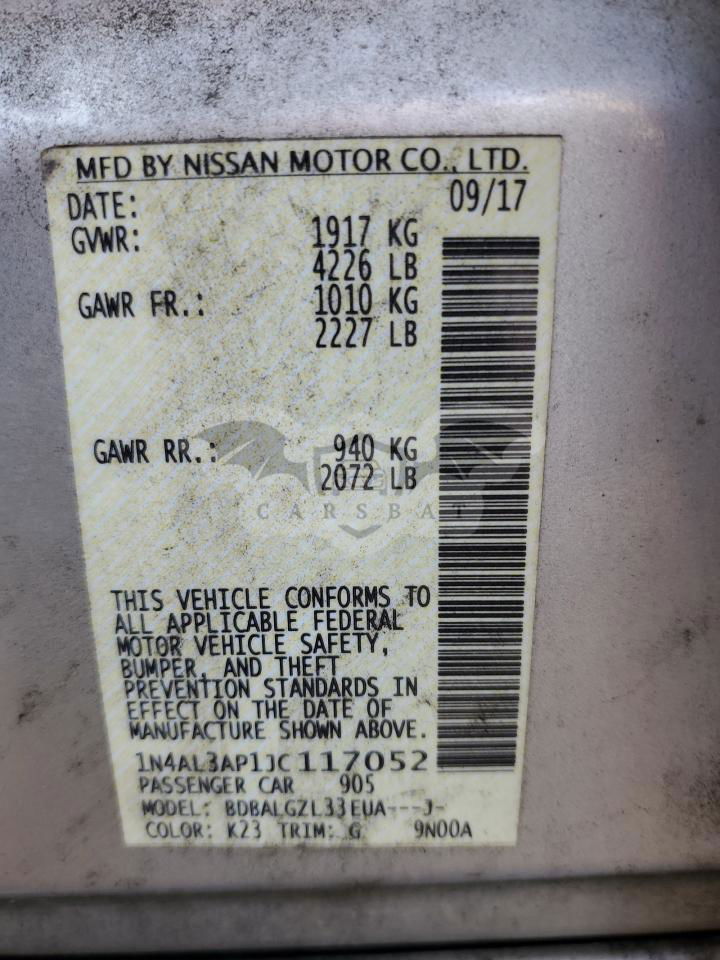 MFD BY NISSAN MOTOR CO., LTD.
DATE: 09/17
GVWR: 1917 KG
4226 LB
GAWR FR.: 1010 KG
2227 LB
GAWR RR.: 940 KG
2072 LB
CARSBAT
THIS VEHICLE CONFORMS TO
ALL APPLICABLE FEDERAL
MOTOR VEHICLE SAFETY,
BUMPER, AND THEFT
PREVENTION STANDARDS IN
EFFECT ON THE DATE OF
MANUFACTURE SHOWN ABOVE.
1N4AL3AP1JC117052
PASSENGER CAR 905
MODEL: BDBALGZL33EUA---J-
COLOR: K23 TRIM: G 9N00A